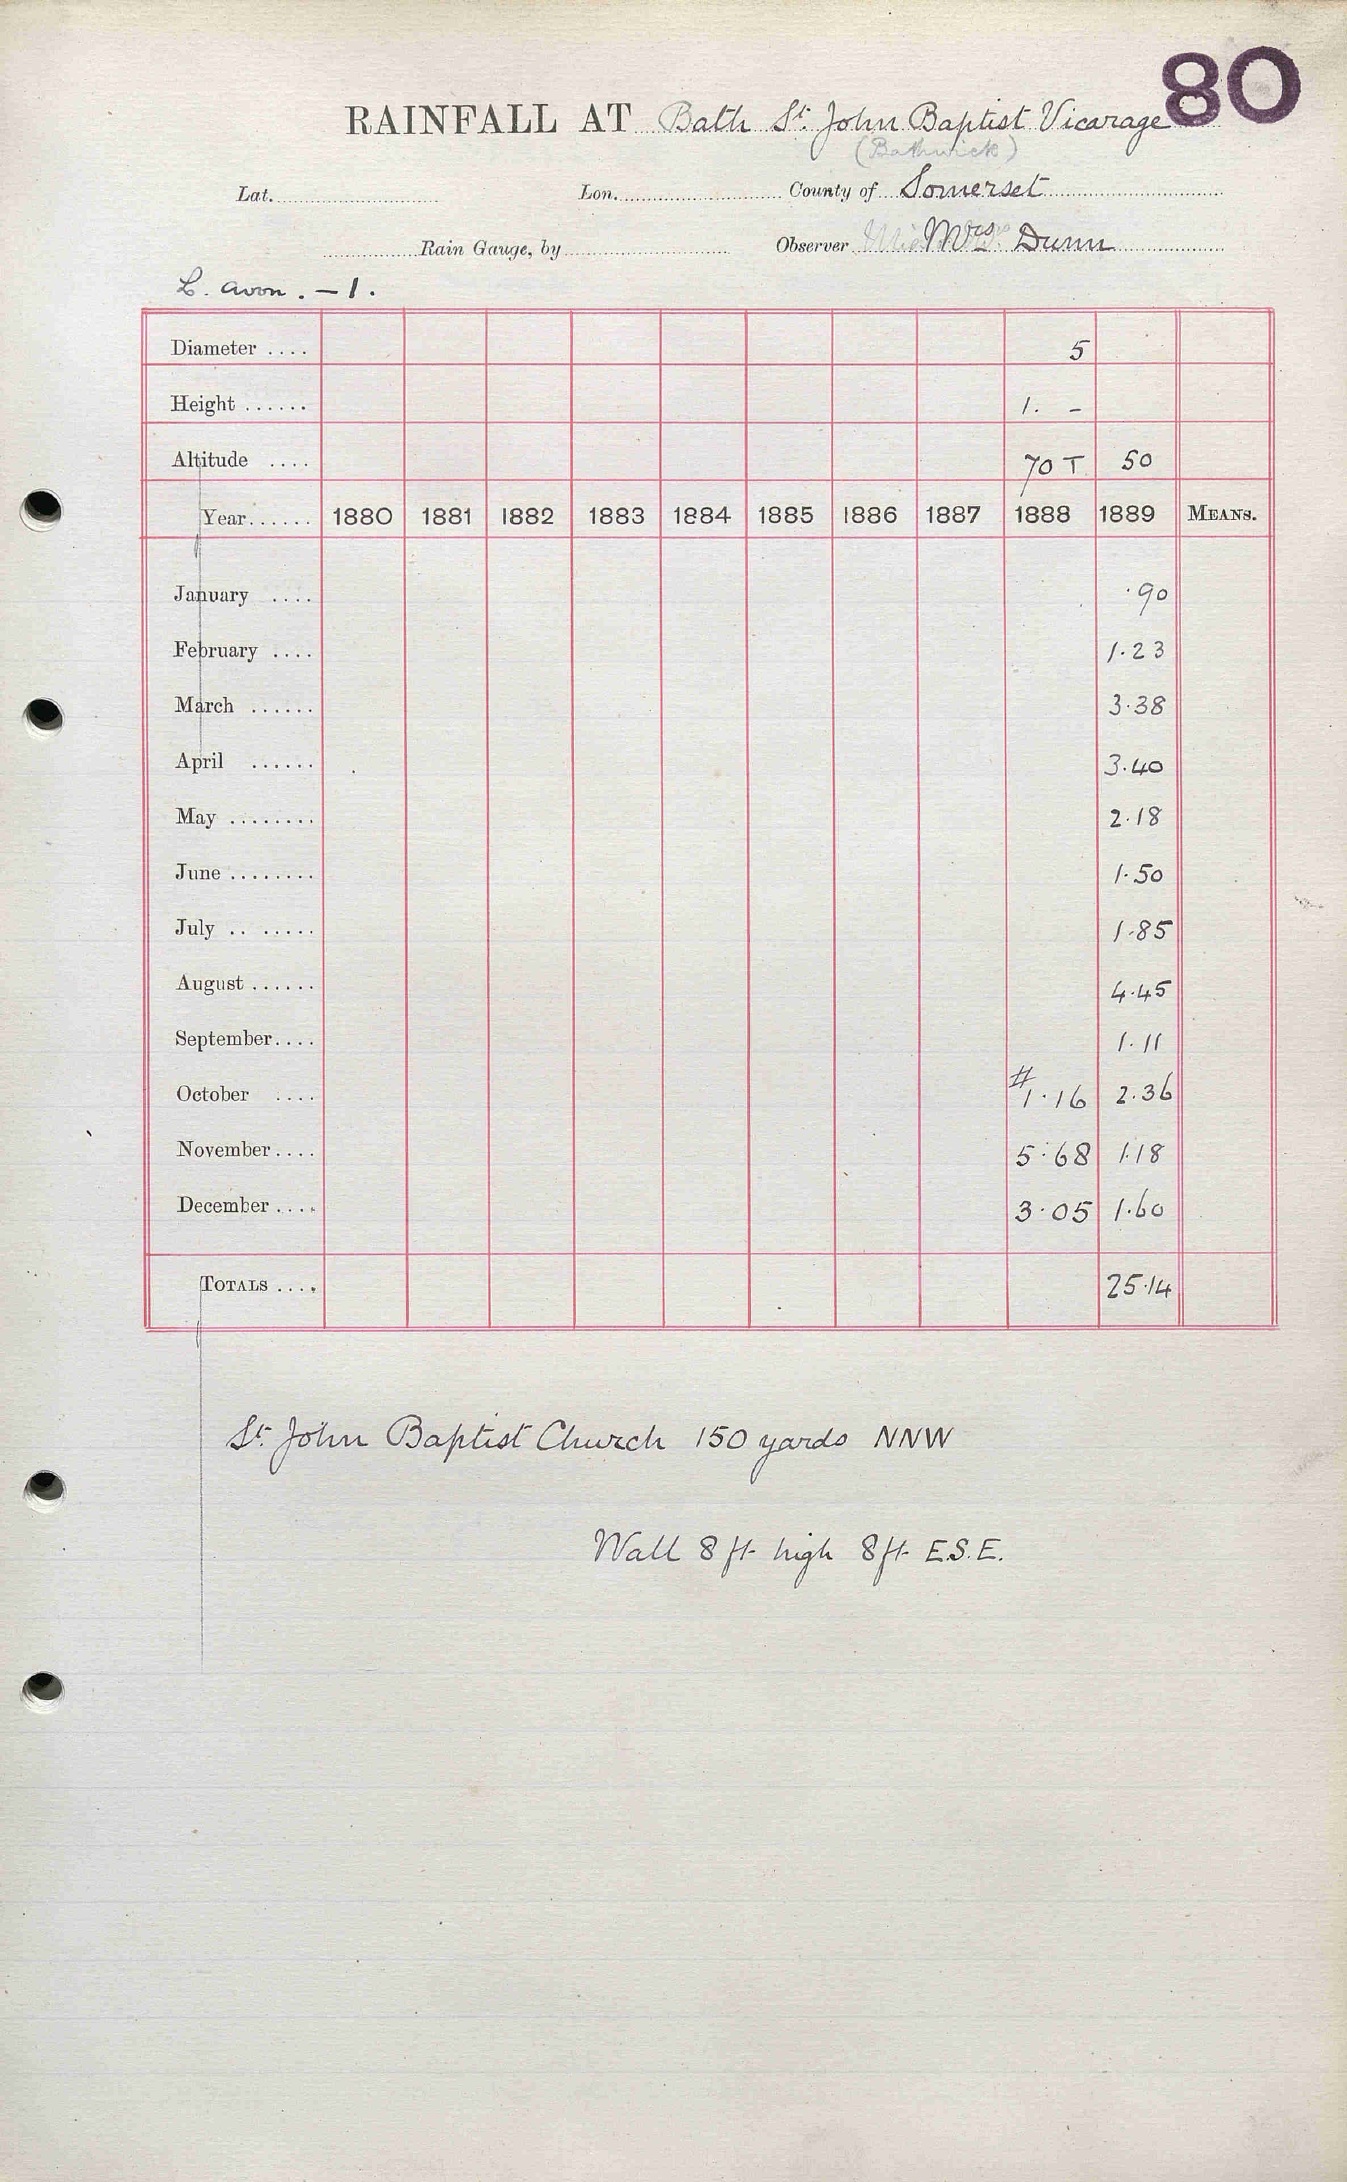 80
RAINFALL AT Bath St. John Baptist Vicarage
(Bathwick)
Lat. Lon. County of Somerset
Rain Gauge, by Observer Mrs Dunn
L. Avon. — 1.
Diameter .... 5
Height ...... 1. -
Altitude .... 70 T 50
Year...... 1880 1881 1882 1883 1884 1885 1886 1887 1888 1889 MEANS.
January .... ·90
February .... 1·23
March ...... 3·38
April ...... 3·40
May ........ 2·18
June ........ 1·50
July .. ..... 1·85
August ...... 4·45
September.... 1·11
October .... #1·16 2·36
November.... 5·68 1·18
December .... 3·05 1·60
TOTALS .... 25·14
St. John Baptist Church 150 yards NNW
Wall 8 ft high 8 ft E.S.E.